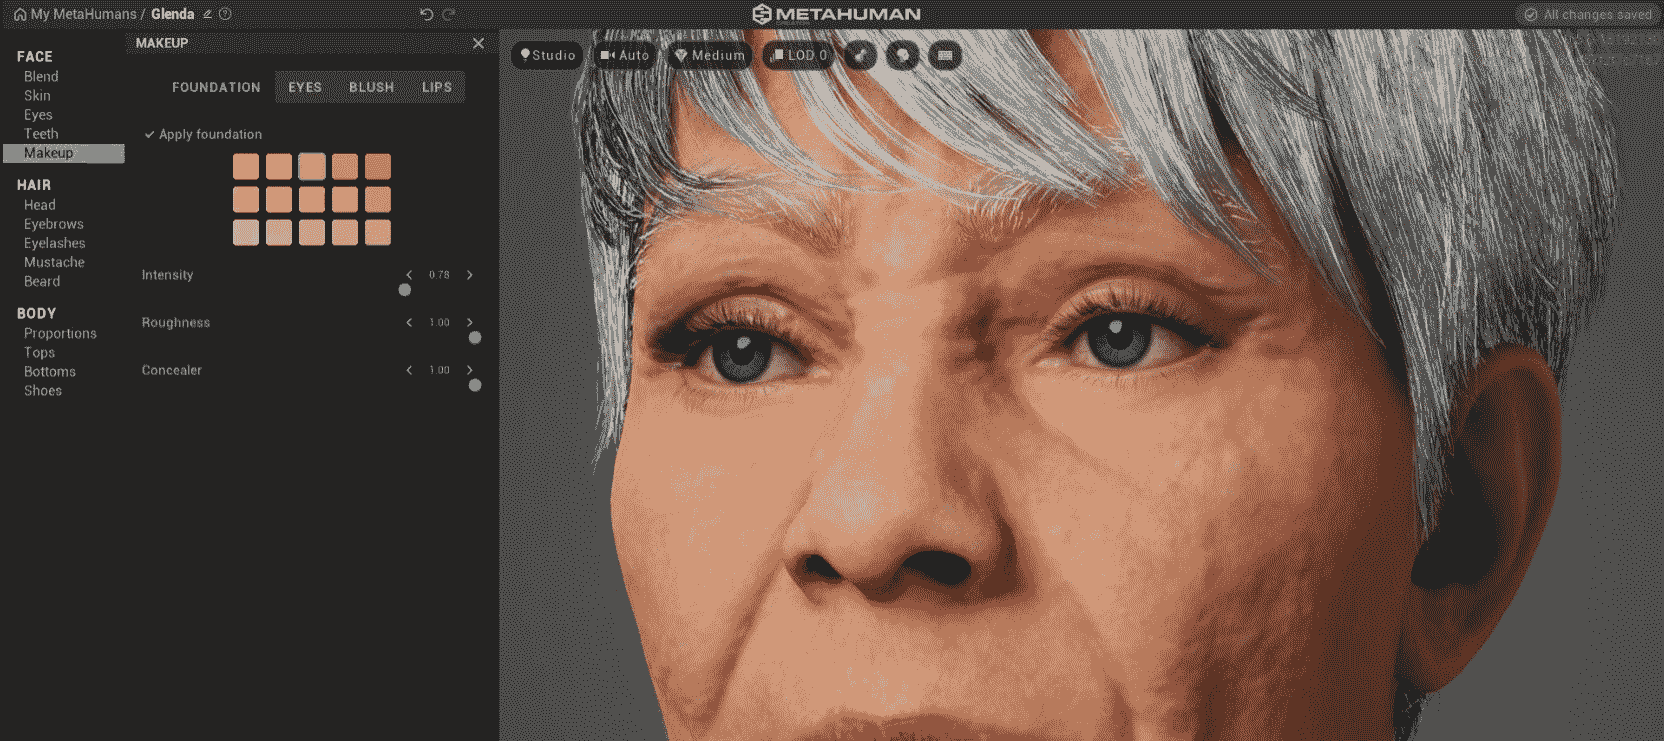 My MetaHumans / Glenda
METAHUMAN
CREATOR
All changes saved
MAKEUP
Studio
Auto
Medium
LOD 0
FACE
Blend
Skin
Eyes
Teeth
Makeup
HAIR
Head
Eyebrows
Eyelashes
Mustache
Beard
BODY
Proportions
Tops
Bottoms
Shoes
FOUNDATION EYES BLUSH LIPS
Apply foundation
Intensity 0.78
Roughness 1.00
Concealer 1.00